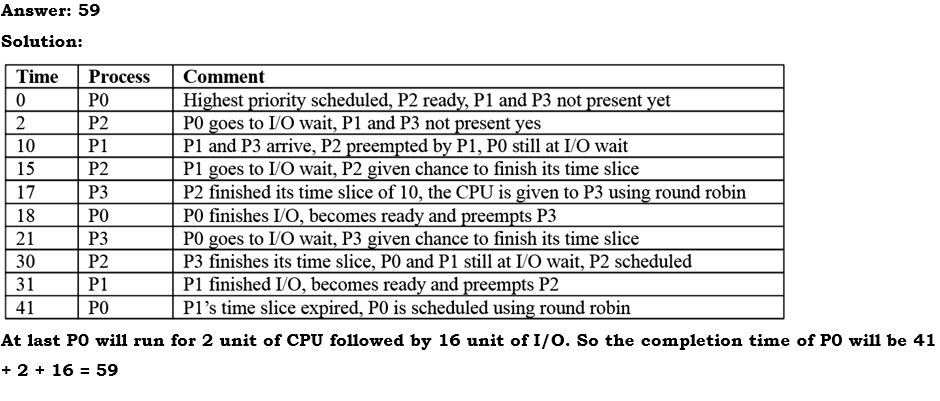 Answer: 59
Solution:
Time Process Comment
0 P0 Highest priority scheduled, P2 ready, P1 and P3 not present yet
2 P2 P0 goes to I/O wait, P1 and P3 not present yes
10 P1 P1 and P3 arrive, P2 preempted by P1, P0 still at I/O wait
15 P2 P1 goes to I/O wait, P2 given chance to finish its time slice
17 P3 P2 finished its time slice of 10, the CPU is given to P3 using round robin
18 P0 P0 finishes I/O, becomes ready and preempts P3
21 P3 P0 goes to I/O wait, P3 given chance to finish its time slice
30 P2 P3 finishes its time slice, P0 and P1 still at I/O wait, P2 scheduled
31 P1 P1 finished I/O, becomes ready and preempts P2
41 P0 P1's time slice expired, P0 is scheduled using round robin
At last P0 will run for 2 unit of CPU followed by 16 unit of I/O. So the completion time of P0 will be 41
+ 2 + 16 = 59